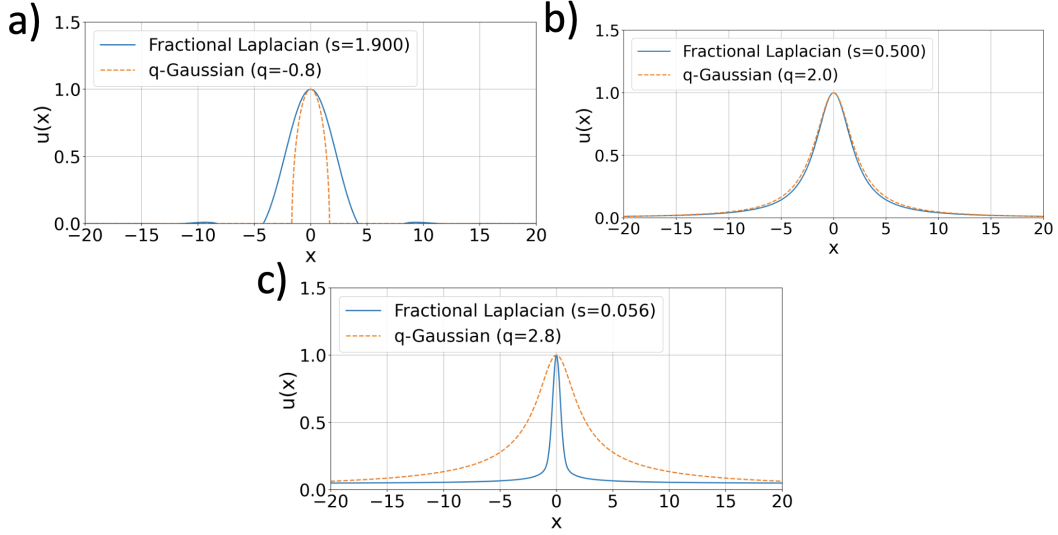 a)
1.5
1.0
0.5
0.0
u(x)
Fractional Laplacian (s=1.900)
q-Gaussian (q=-0.8)
−20 −15 −10 −5 0 5 10 15 20
x
b)
1.5
1.0
0.5
0.0
u(x)
Fractional Laplacian (s=0.500)
q-Gaussian (q=2.0)
−20 −15 −10 −5 0 5 10 15 20
x
c)
1.5
1.0
0.5
0.0
u(x)
Fractional Laplacian (s=0.056)
q-Gaussian (q=2.8)
−20 −15 −10 −5 0 5 10 15 20
x